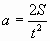 a = 2S / t²